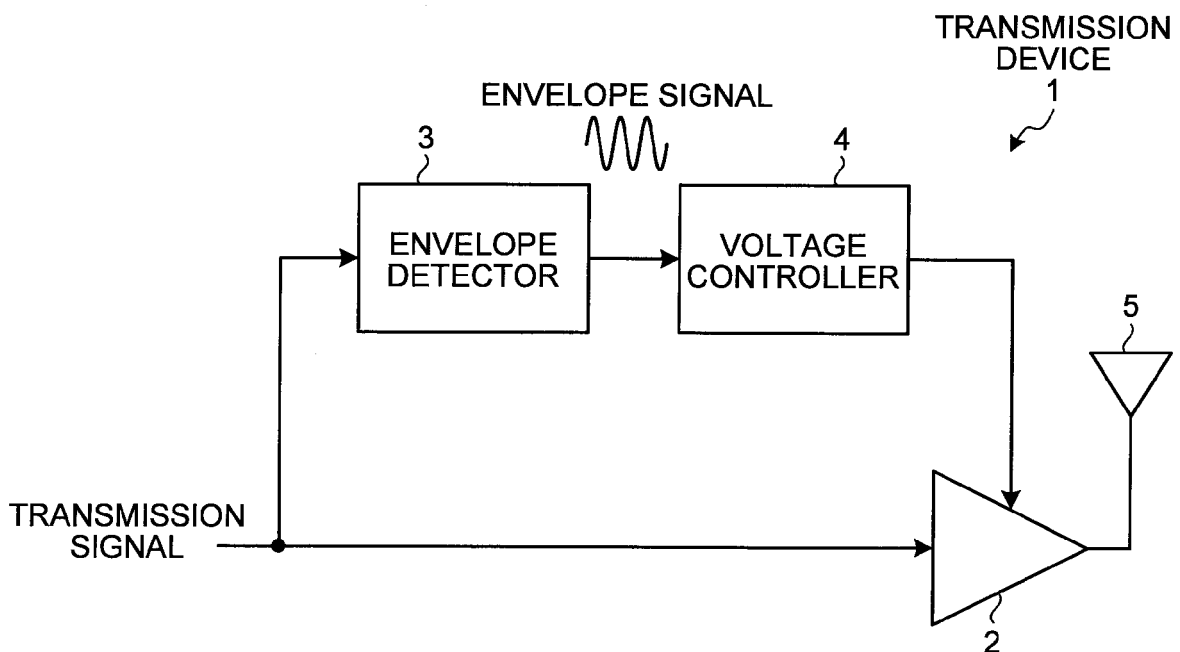 TRANSMISSION
DEVICE
1
ENVELOPE SIGNAL
3
4
ENVELOPE
DETECTOR
VOLTAGE
CONTROLLER
5
TRANSMISSION
SIGNAL
2